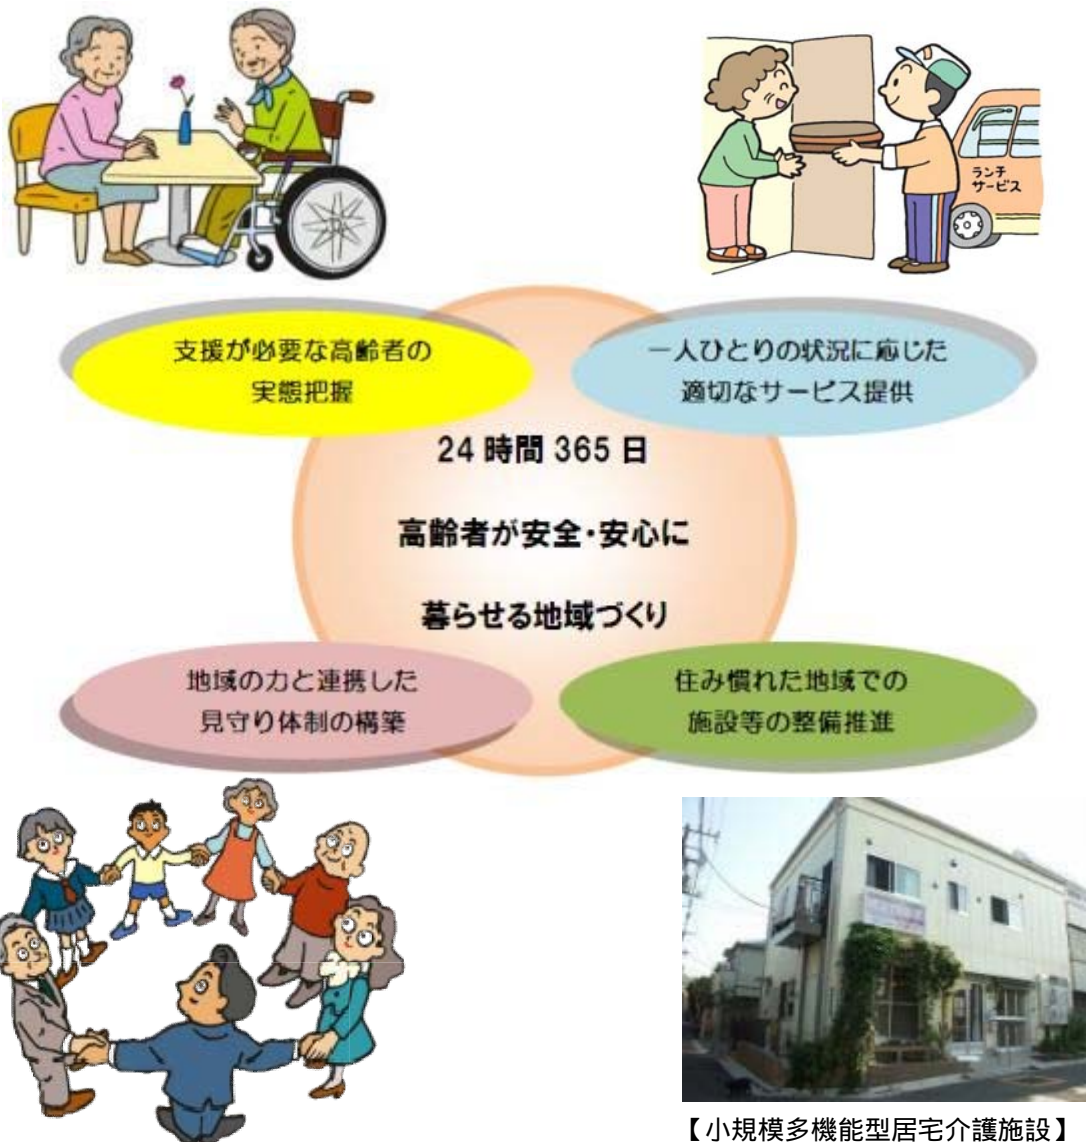 ランチ
サービス
支援が必要な高齢者の
実態把握
一人ひとりの状況に応じた
適切なサービス提供
24 時間 365 日
高齢者が安全・安心に
暮らせる地域づくり
地域の力と連携した
見守り体制の構築
住み慣れた地域での
施設等の整備推進
【小規模多機能型居宅介護施設】